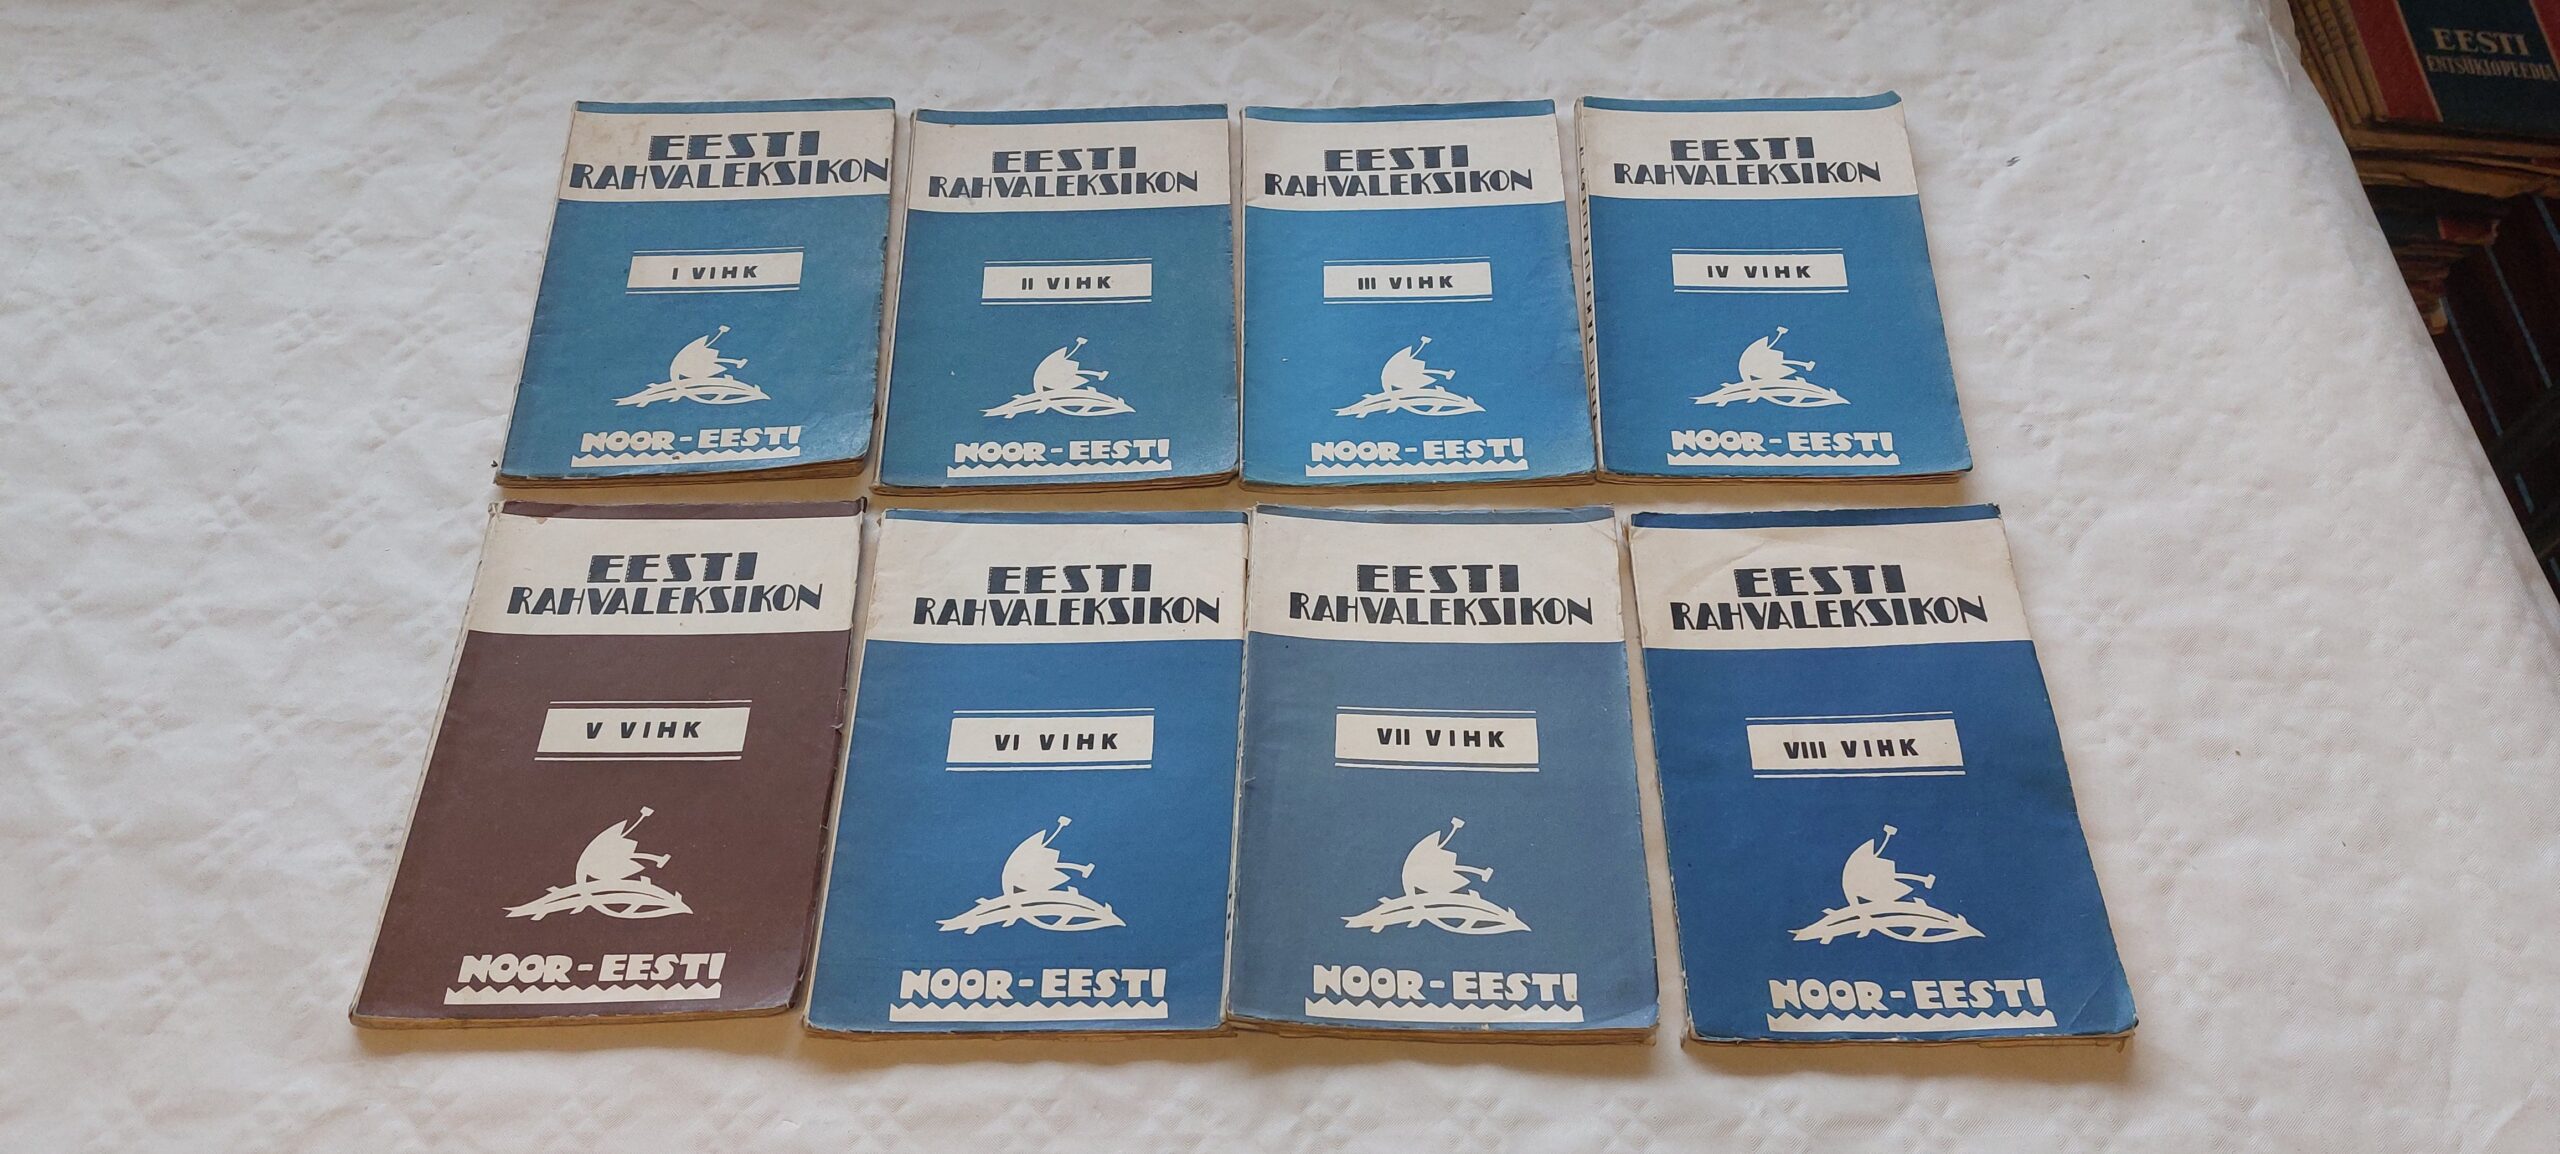 EESTI
RAHVALEKSIKON
I VIHK
NOOR-EESTI
EESTI
RAHVALEKSIKON
II VIHK
NOOR-EESTI
EESTI
RAHVALEKSIKON
III VIHK
NOOR-EESTI
EESTI
RAHVALEKSIKON
IV VIHK
NOOR-EESTI
EESTI
ENTSÜKLOPEEDIA
EESTI
RAHVALEKSIKON
V VIHK
NOOR-EESTI
EESTI
RAHVALEKSIKON
VI VIHK
NOOR-EESTI
EESTI
RAHVALEKSIKON
VII VIHK
NOOR-EESTI
EESTI
RAHVALEKSIKON
VIII VIHK
NOOR-EESTI